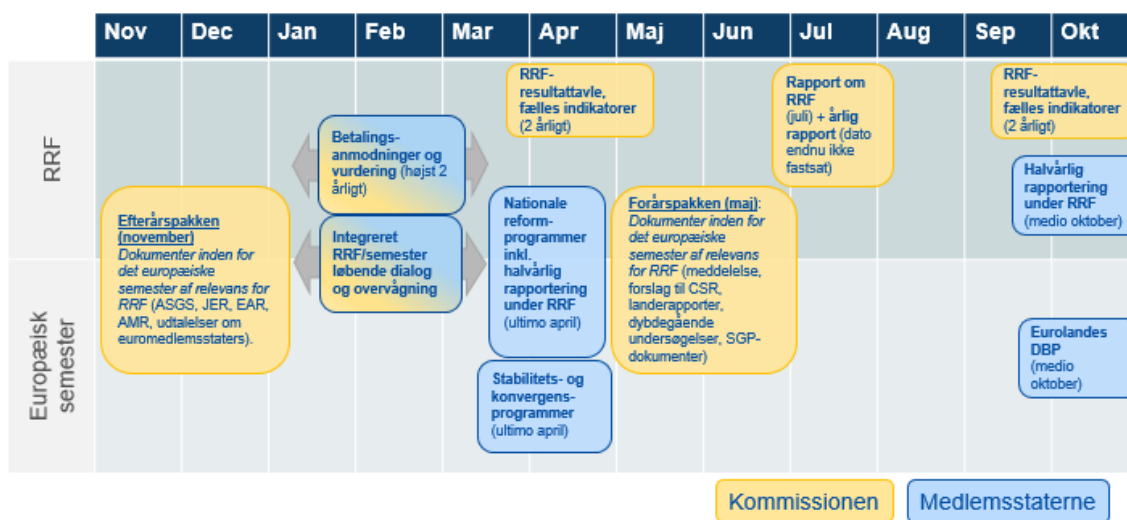 Nov Dec Jan Feb Mar Apr Maj Jun Jul Aug Sep Okt
RRF
RRF-
resultattavle,
fælles indikatorer
(2 årligt)
Rapport om
RRF
(juli) + årlig
rapport (dato
endnu ikke
fastsat)
RRF-
resultattavle,
fælles indikatorer
(2 årligt)
Betalings-
anmodninger og
vurdering (højst 2
årligt)
Halvårlig
rapportering
under RRF
(medio oktober)
Efterårspakken
(november)
Dokumenter inden for
det europæiske
semester af relevans for
RRF (ASGS, JER, EAR,
AMR, udtalelser om
euromedlemsstaters).
Integreret
RRF/semester
løbende dialog
og overvågning
Nationale
reform-
programmer
inkl.
halvårlig
rapportering
under RRF
(ultimo april)
Forårspakken (maj):
Dokumenter inden for
det europæiske
semester af relevans
for RRF (meddelelse,
forslag til CSR,
landerapporter,
dybdegående
undersøgelser, SGP-
dokumenter)
Europæisk
semester
Eurolandes
DBP
(medio
oktober)
Stabilitets- og
konvergens-
programmer
(ultimo april)
Kommissionen
Medlemsstaterne